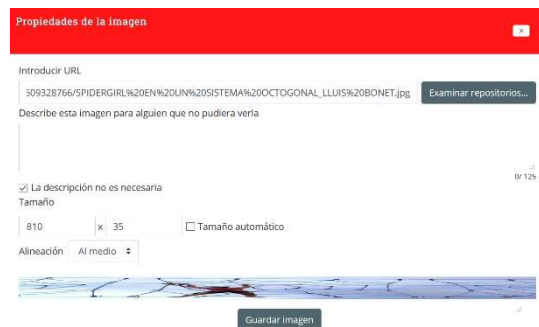 Propiedades de la imagen
×
Introducir URL
509328766/SPIDERGIRL%20EN%20UN%20SISTEMA%20OCTOGONAL_LLUIS%20BONET.jpg Examinar repositorios...
Describe esta imagen para alguien que no pudiera verla
0/ 125
La descripción no es necesaria
Tamaño
810 x 35 Tamaño automático
Alineación Al medio
Guardar imagen